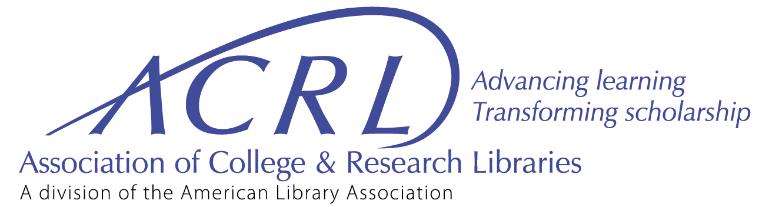 ACRL
Advancing learning
Transforming scholarship
Association of College & Research Libraries
A division of the American Library Association